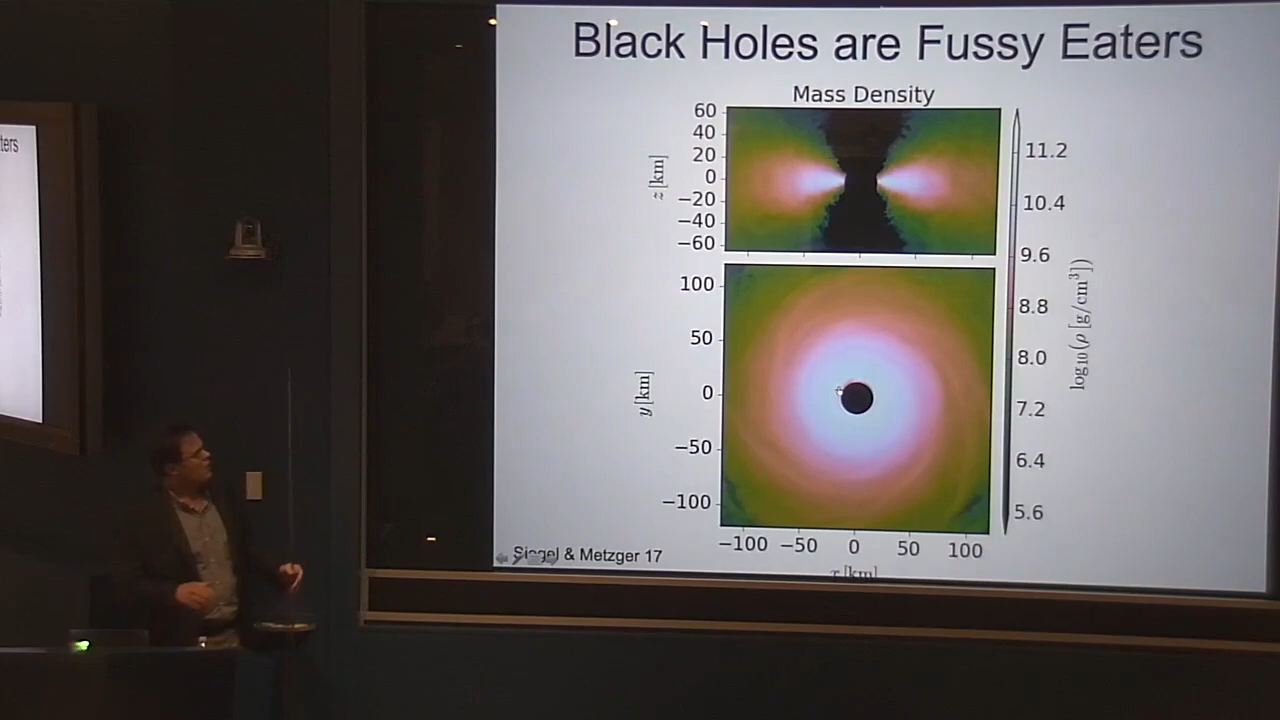 Black Holes are Fussy Eaters
Mass Density
60
40
20
0
−20
−40
−60
z [km]
11.2
10.4
9.6
8.8
8.0
7.2
6.4
5.6
log10(ρ [g/cm3])
100
50
0
−50
−100
y [km]
−100 −50 0 50 100
x [km]
Siegel & Metzger 17
ters